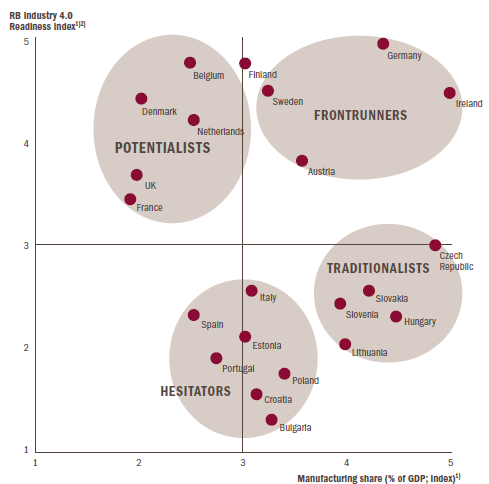 RB Industry 4.0
Readiness Index1)2)
5
Germany
Finland
Belgium
Sweden
Ireland
Denmark
FRONTRUNNERS
Netherlands
4
POTENTIALISTS
Austria
UK
France
3
Czech
Republic
TRADITIONALISTS
Italy
Slovakia
Slovenia
Hungary
Spain
Estonia
2
Lithuania
Portugal
Poland
HESITATORS
Croatia
Bulgaria
1
1
2
3
4
5
Manufacturing share (% of GDP; Index)1)